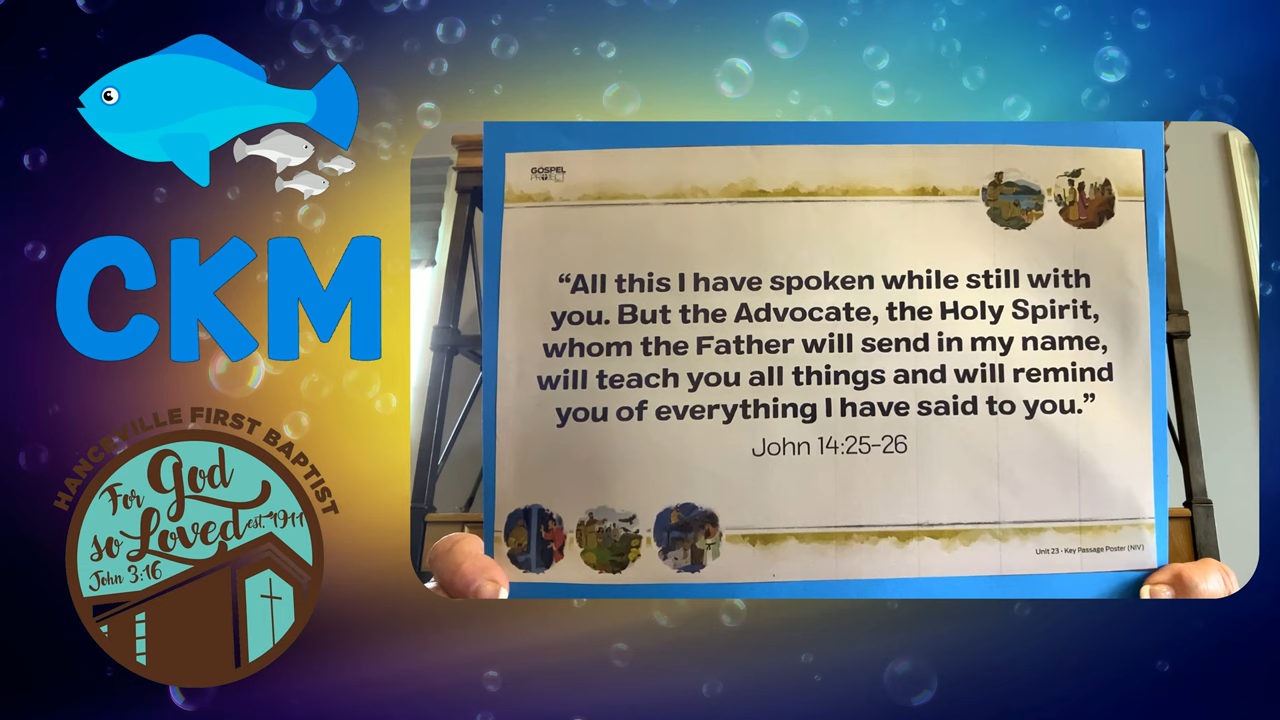 CKM
HANCEVILLE FIRST BAPTIST
For God
so Loved est. 1911
John 3:16
GOSPEL
PROJECT
“All this I have spoken while still with
you. But the Advocate, the Holy Spirit,
whom the Father will send in my name,
will teach you all things and will remind
you of everything I have said to you.”
John 14:25-26
Unit 23 • Key Passage Poster (NIV)